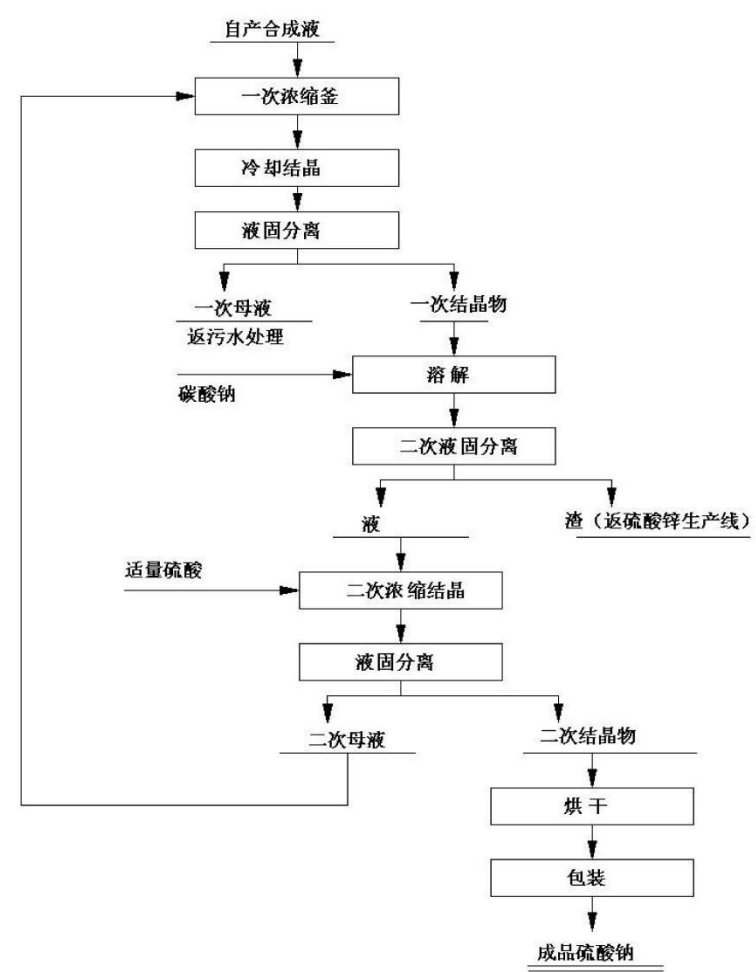 自产合成液
一次浓缩釜
冷却结晶
液固分离
一次母液
返污水处理
一次结晶物
溶解
碳酸钠
二次液固分离
液
渣（返硫酸锌生产线）
适量硫酸
二次浓缩结晶
液固分离
二次母液
二次结晶物
烘干
包装
成品硫酸钠